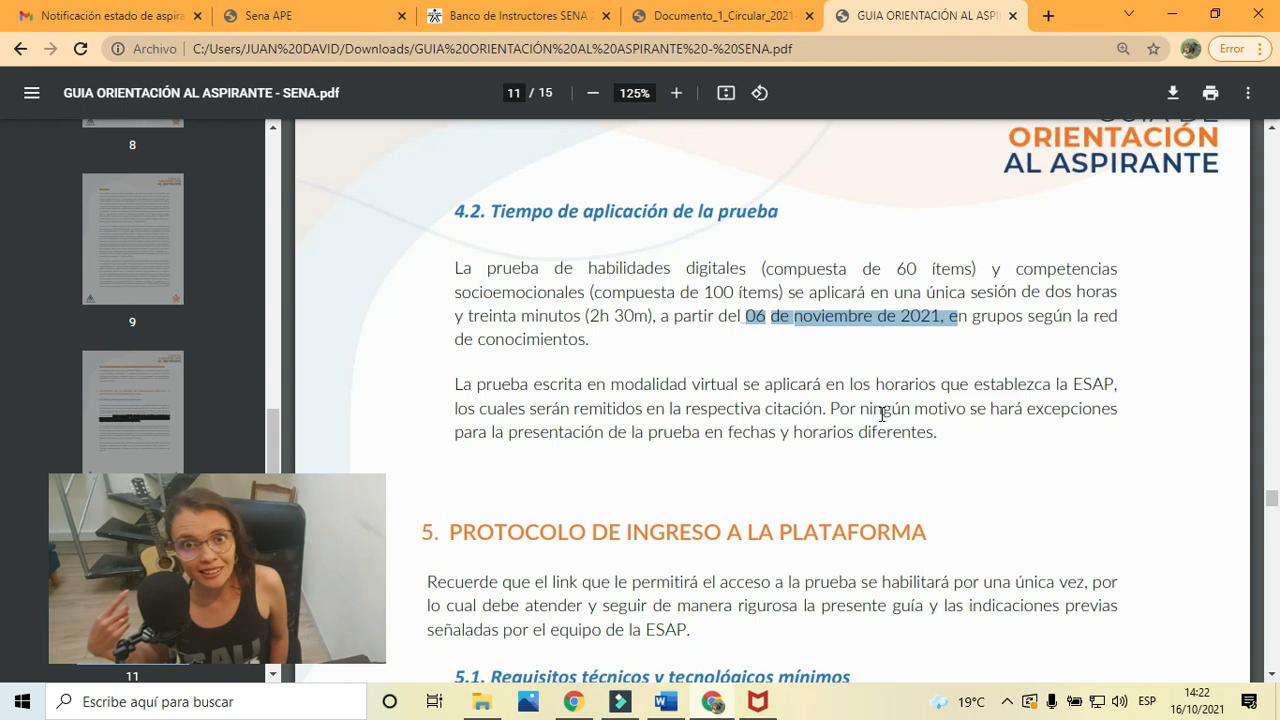 Notificación estado de aspira
Sena APE
Banco de Instructores SENA 2
Documento_1_Circular_2021-
GUIA ORIENTACIÓN AL ASPI
Archivo
C:/Users/JUAN%20DAVID/Downloads/GUIA%20ORIENTACIÓN%20AL%20ASPIRANTE%20-%20SENA.pdf
Error
GUIA ORIENTACIÓN AL ASPIRANTE - SENA.pdf
11 / 15
125%
8
9
11
GUÍA DE
ORIENTACIÓN
AL ASPIRANTE
4.2. Tiempo de aplicación de la prueba
La prueba de habilidades digitales (compuesta de 60 ítems) y competencias
socioemocionales (compuesta de 100 ítems) se aplicará en una única sesión de dos horas
y treinta minutos (2h 30m), a partir del 06 de noviembre de 2021, en grupos según la red
de conocimientos.
La prueba escrita en modalidad virtual se aplicará en los horarios que establezca la ESAP,
los cuales serán remitidos en la respectiva citación. Por ningún motivo se hará excepciones
para la presentación de la prueba en fechas y horarios diferentes.
5. PROTOCOLO DE INGRESO A LA PLATAFORMA
Recuerde que el link que le permitirá el acceso a la prueba se habilitará por una única vez, por
lo cual debe atender y seguir de manera rigurosa la presente guía y las indicaciones previas
señaladas por el equipo de la ESAP.
5.1. Requisitos técnicos y tecnológicos mínimos
Escribe aquí para buscar
19°C
ESP
14:22
16/10/2021